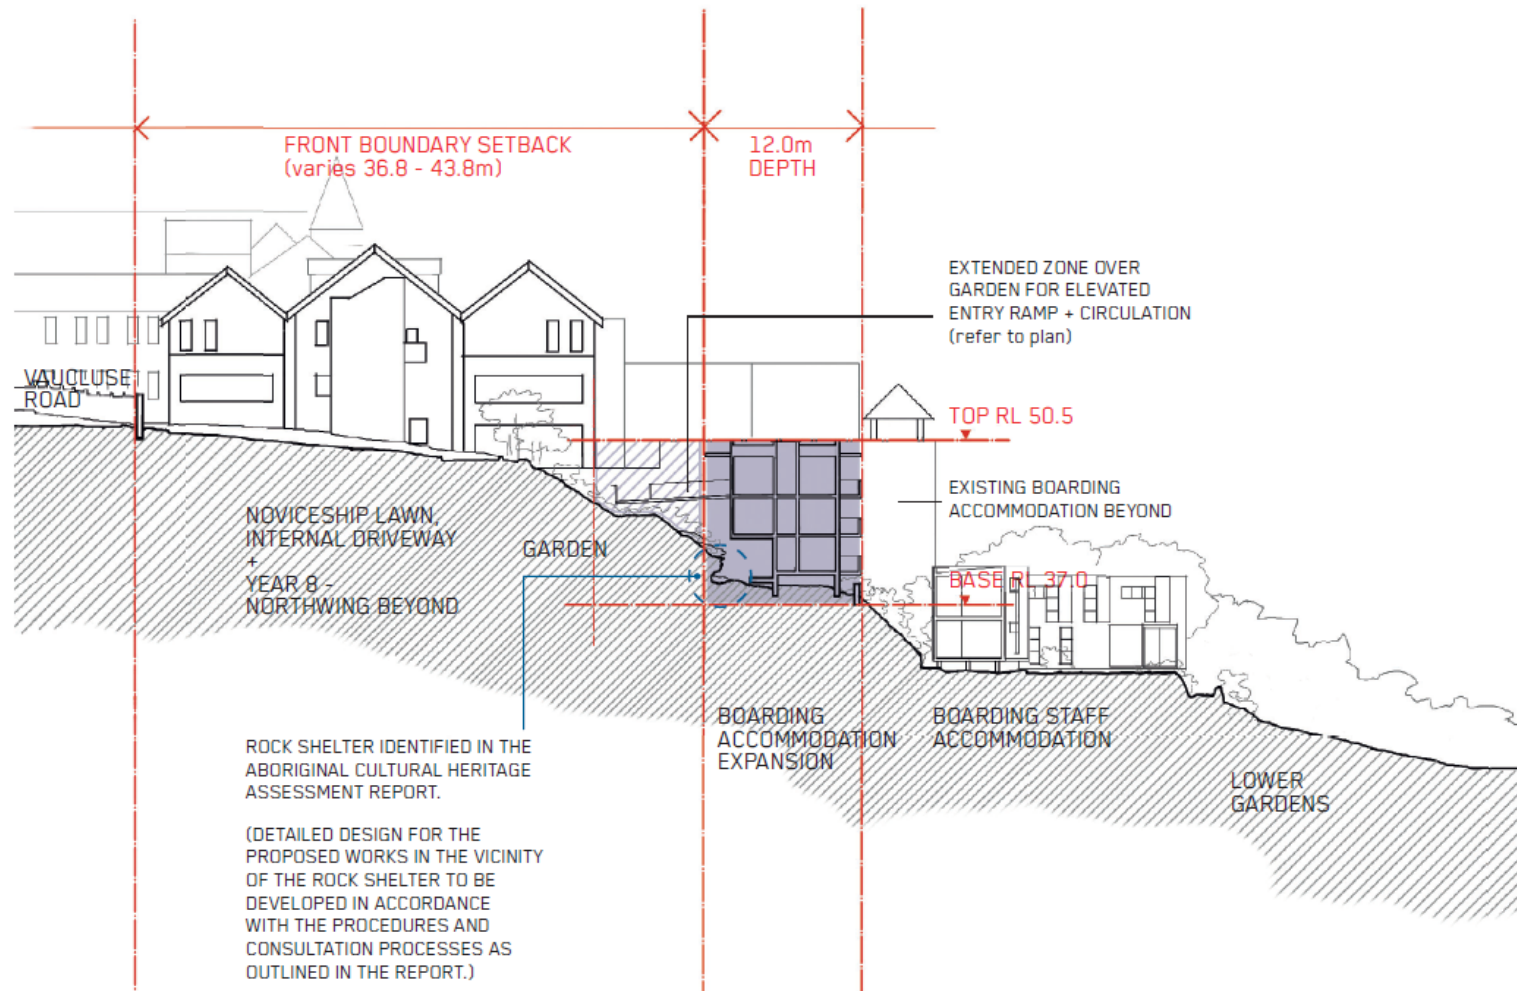 FRONT BOUNDARY SETBACK
(varies 36.8 - 43.8m)
12.0m
DEPTH
EXTENDED ZONE OVER
GARDEN FOR ELEVATED
ENTRY RAMP + CIRCULATION
(refer to plan)
VAUCLUSE
ROAD
TOP RL 50.5
EXISTING BOARDING
ACCOMMODATION BEYOND
NOVICESHIP LAWN,
INTERNAL DRIVEWAY
+
YEAR 8 -
NORTHWING BEYOND
GARDEN
BASE RL 37.0
BOARDING
ACCOMMODATION
EXPANSION
BOARDING STAFF
ACCOMMODATION
LOWER
GARDENS
ROCK SHELTER IDENTIFIED IN THE
ABORIGINAL CULTURAL HERITAGE
ASSESSMENT REPORT.
(DETAILED DESIGN FOR THE
PROPOSED WORKS IN THE VICINITY
OF THE ROCK SHELTER TO BE
DEVELOPED IN ACCORDANCE
WITH THE PROCEDURES AND
CONSULTATION PROCESSES AS
OUTLINED IN THE REPORT.)